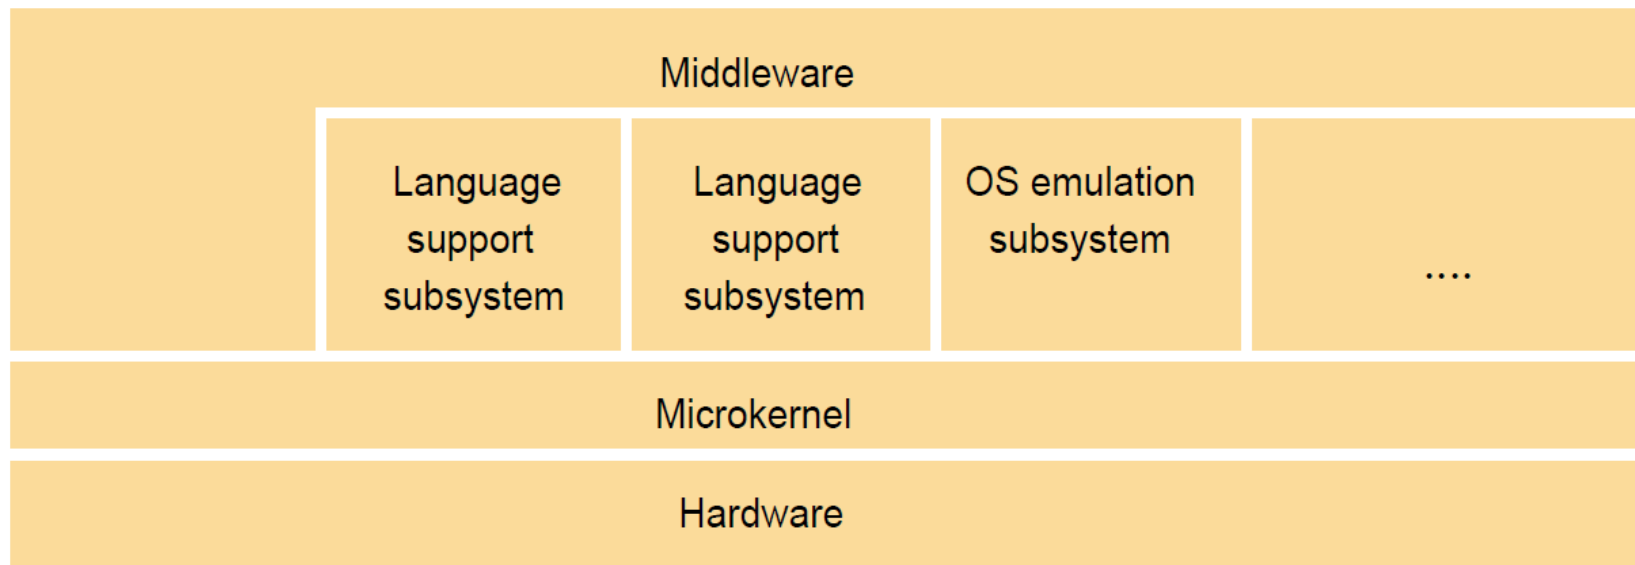 Middleware
Language
support
subsystem
Language
support
subsystem
OS emulation
subsystem
....
Microkernel
Hardware